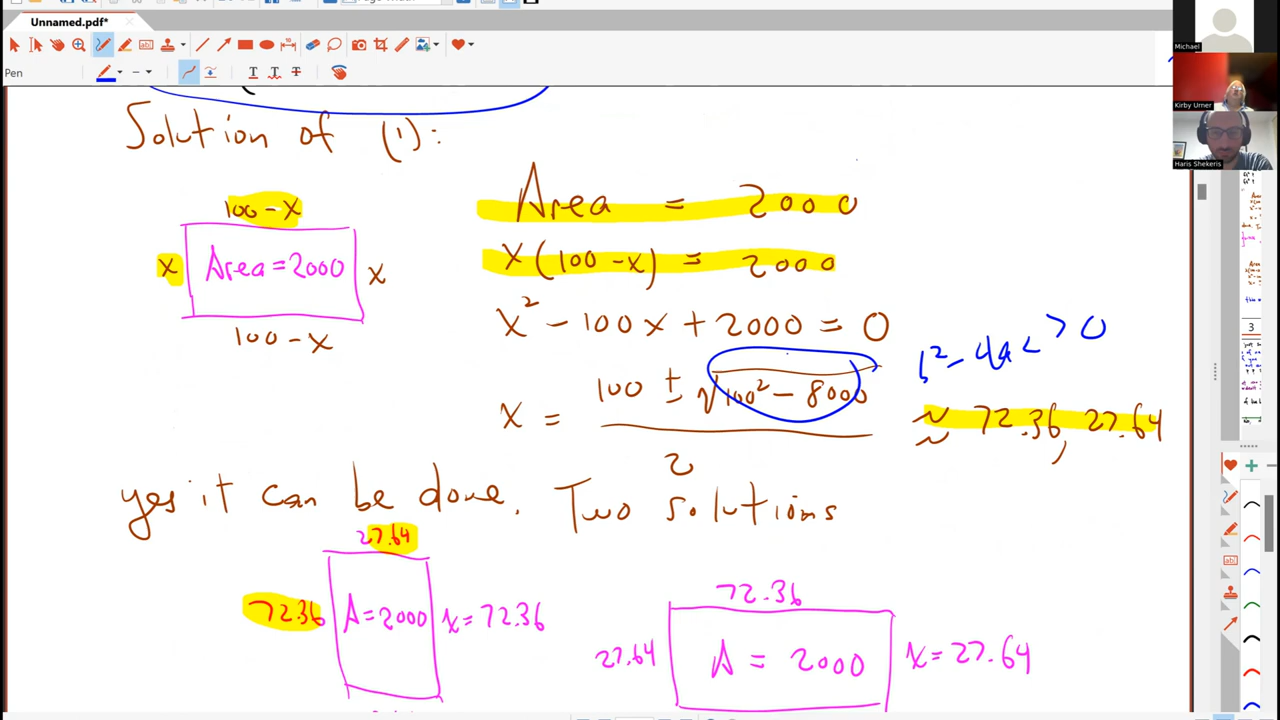 Unnamed.pdf*
Pen
Michael
Kirby Urner
Haris Shekeris
Solution of (1):
100 - x
x
Area = 2000
x
100 - x
Area = 2000
x(100 - x) = 2000
x² - 100x + 2000 = 0
b² - 4ac > 0
x = 100 ± √100² - 8000
2
≈ 72.36, 27.64
yes it can be done. Two solutions
27.64
72.36
A = 2000
x = 72.36
72.36
27.64
A = 2000
x = 27.64
3